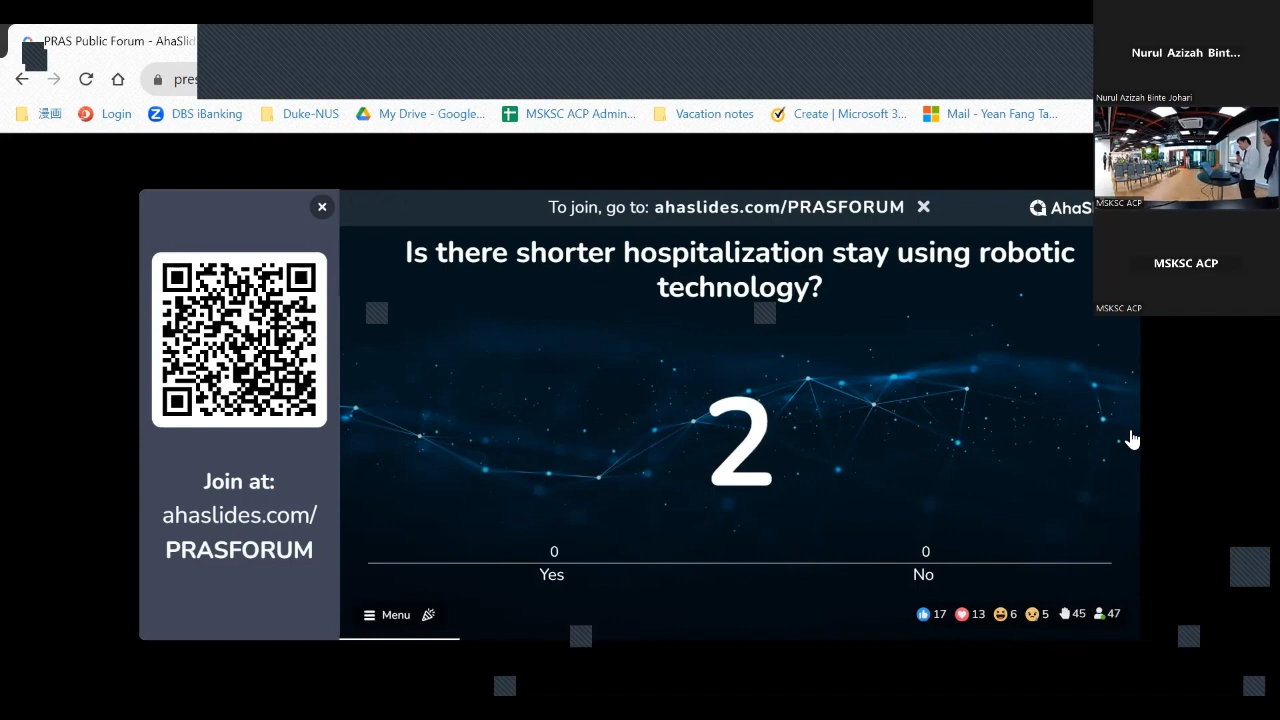 PRAS Public Forum - AhaSlid
pres
漫画
Login
DBS iBanking
Duke-NUS
My Drive - Google...
MSKSC ACP Admin...
Vacation notes
Create | Microsoft 3...
Mail - Yean Fang Ta...
Nurul Azizah Bint...
Nurul Azizah Binte Johari
MSKSC ACP
MSKSC ACP
MSKSC ACP
To join, go to: ahaslides.com/PRASFORUM
AhaS
Is there shorter hospitalization stay using robotic
technology?
2
Join at:
ahaslides.com/
PRASFORUM
0
0
Yes
No
Menu
17 13 6 5 45 47